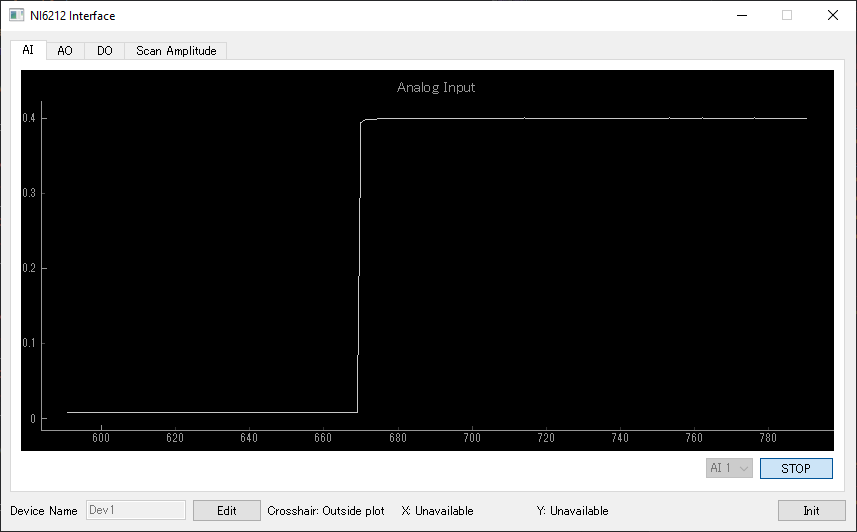 NI6212 Interface
AI AO DO Scan Amplitude
Analog Input
0.4
0.3
0.2
0.1
0
600 620 640 660 680 700 720 740 760 780
AI 1 STOP
Device Name Dev1 Edit Crosshair: Outside plot X: Unavailable Y: Unavailable Init